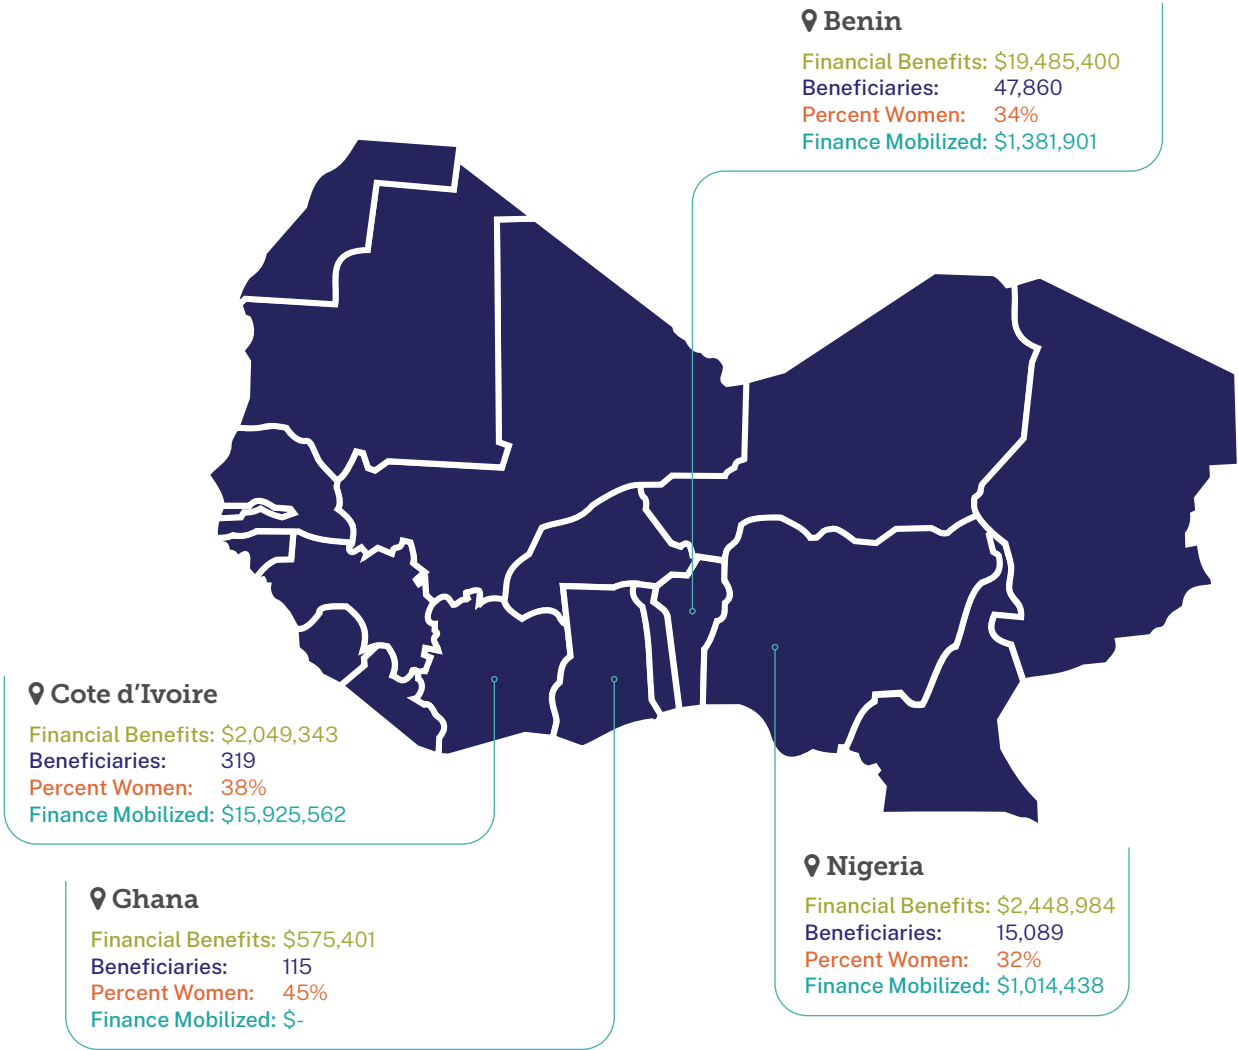 Benin
Financial Benefits: $19,485,400
Beneficiaries: 47,860
Percent Women: 34%
Finance Mobilized: $1,381,901
Cote d’Ivoire
Financial Benefits: $2,049,343
Beneficiaries: 319
Percent Women: 38%
Finance Mobilized: $15,925,562
Ghana
Financial Benefits: $575,401
Beneficiaries: 115
Percent Women: 45%
Finance Mobilized: $-
Nigeria
Financial Benefits: $2,448,984
Beneficiaries: 15,089
Percent Women: 32%
Finance Mobilized: $1,014,438